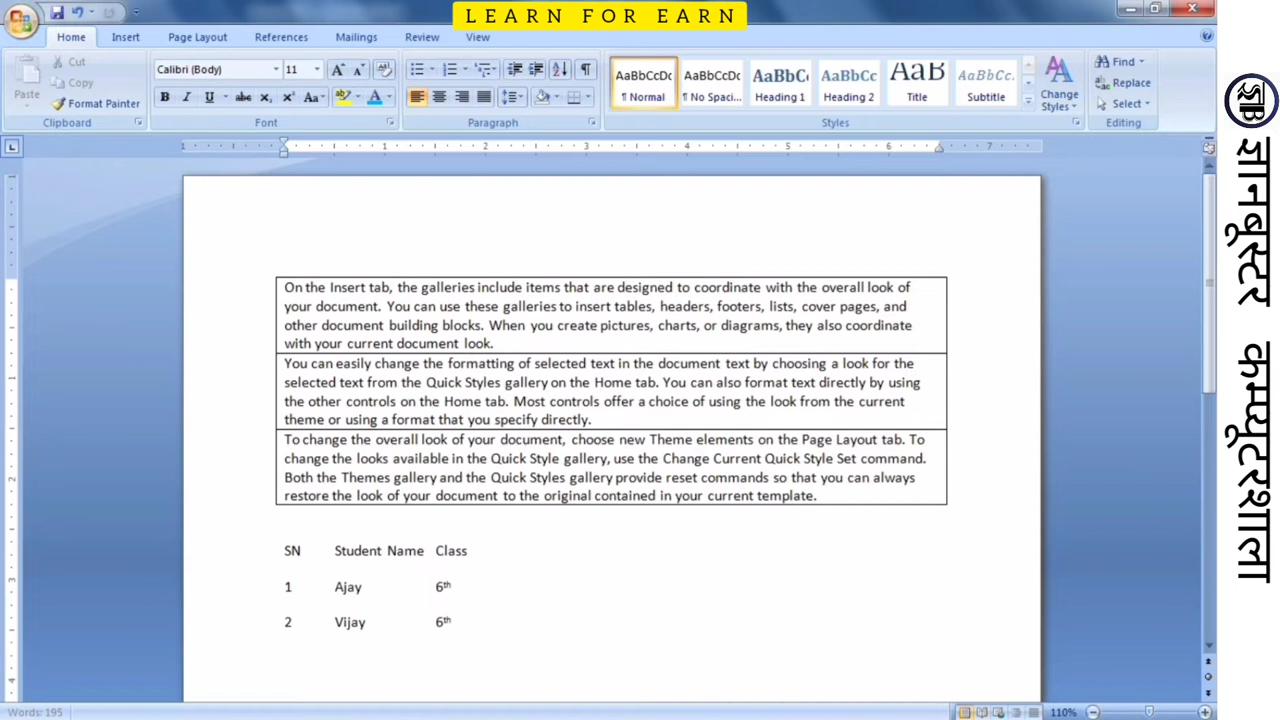 LEARN FOR EARN
Home Insert Page Layout References Mailings Review View
Paste
Cut
Copy
Format Painter
Clipboard
Calibri (Body) 11
Font
Paragraph
AaBbCcDc AaBbCcDc AaBbC AaBbCc AaB AaBbCc.
¶ Normal ¶ No Spaci... Heading 1 Heading 2 Title Subtitle
Change
Styles
Styles
Find
Replace
Select
Editing
On the Insert tab, the galleries include items that are designed to coordinate with the overall look of
your document. You can use these galleries to insert tables, headers, footers, lists, cover pages, and
other document building blocks. When you create pictures, charts, or diagrams, they also coordinate
with your current document look.
You can easily change the formatting of selected text in the document text by choosing a look for the
selected text from the Quick Styles gallery on the Home tab. You can also format text directly by using
the other controls on the Home tab. Most controls offer a choice of using the look from the current
theme or using a format that you specify directly.
To change the overall look of your document, choose new Theme elements on the Page Layout tab. To
change the looks available in the Quick Style gallery, use the Change Current Quick Style Set command.
Both the Themes gallery and the Quick Styles gallery provide reset commands so that you can always
restore the look of your document to the original contained in your current template.
SN Student Name Class
1 Ajay 6th
2 Vijay 6th
Words: 195
110%
ज्ञानबूस्टर कम्प्यूटरशाला